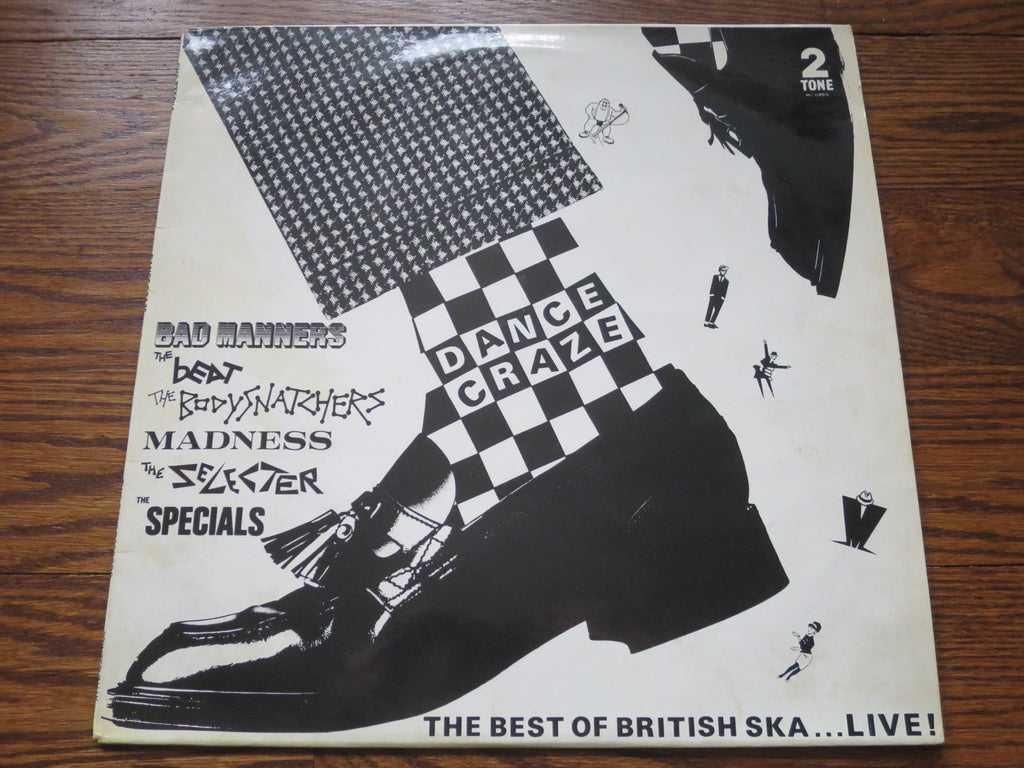 2
TONE
DANCE
CRAZE
BAD MANNERS
THE beat
THE BODYSNATCHERS
MADNESS
THE SELECTER
THE
SPECIALS
THE BEST OF BRITISH SKA...LIVE!